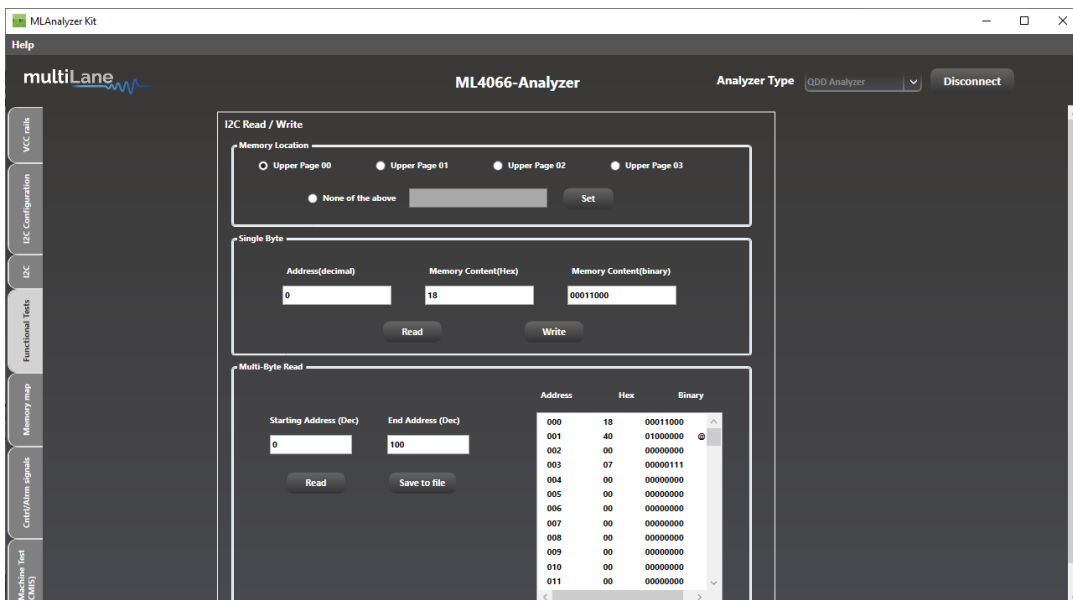 MLAnalyzer Kit
Help
multiLane
ML4066-Analyzer
Analyzer Type
QDD Analyzer
Disconnect
VCC rails
I2C Configuration
I2C
Functional Tests
Memory map
Cntrl/Alrm signals
Machine Test
(CMIS)
I2C Read / Write
Memory Location
Upper Page 00 Upper Page 01 Upper Page 02 Upper Page 03
None of the above Set
Single Byte
Address(decimal) Memory Content(Hex) Memory Content(binary)
0 18 00011000
Read Write
Multi-Byte Read
Starting Address (Dec) End Address (Dec)
0 100
Read Save to file
Address Hex Binary
000 18 00011000
001 40 01000000 @
002 00 00000000
003 07 00000111
004 00 00000000
005 00 00000000
006 00 00000000
007 00 00000000
008 00 00000000
009 00 00000000
010 00 00000000
011 00 00000000